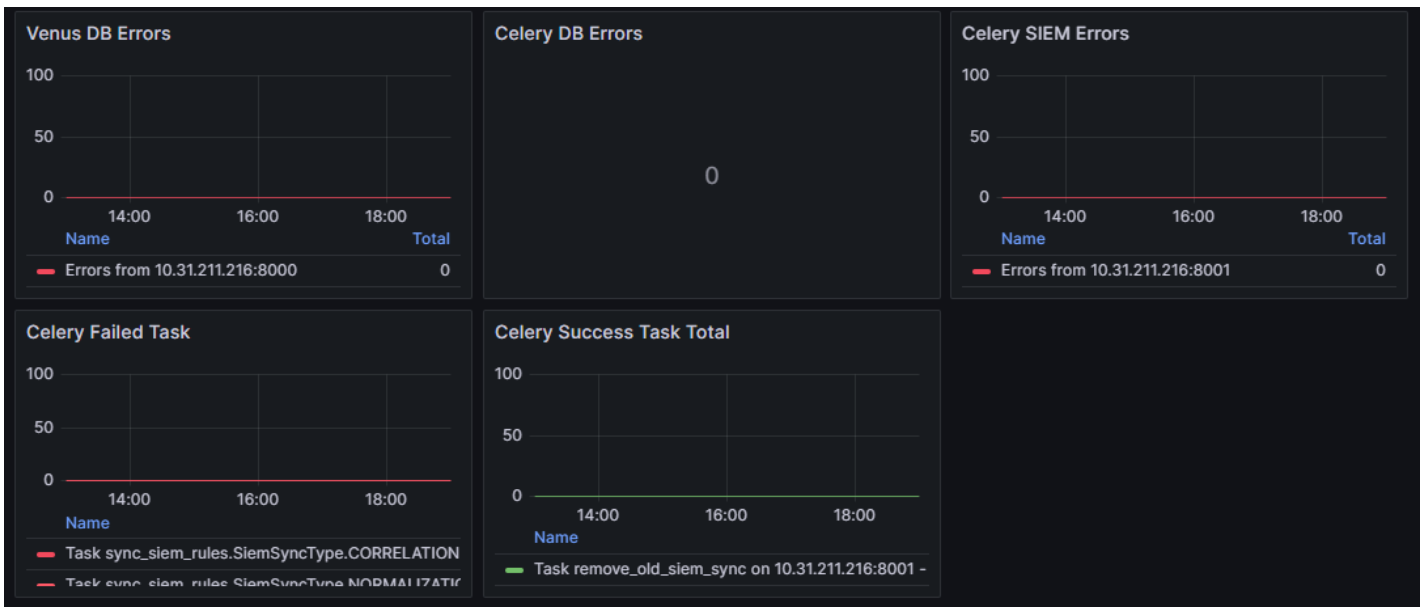 Venus DB Errors
100
50
0
14:00 16:00 18:00
Name Total
Errors from 10.31.211.216:8000 0
Celery DB Errors
0
Celery SIEM Errors
100
50
0
14:00 16:00 18:00
Name Total
Errors from 10.31.211.216:8001 0
Celery Failed Task
100
50
0
14:00 16:00 18:00
Name
Task sync_siem_rules.SiemSyncType.CORRELATION
Task sync_siem_rules.SiemSyncType.NORMALIZATIO
Celery Success Task Total
100
50
0
14:00 16:00 18:00
Name
Task remove_old_siem_sync on 10.31.211.216:8001 -